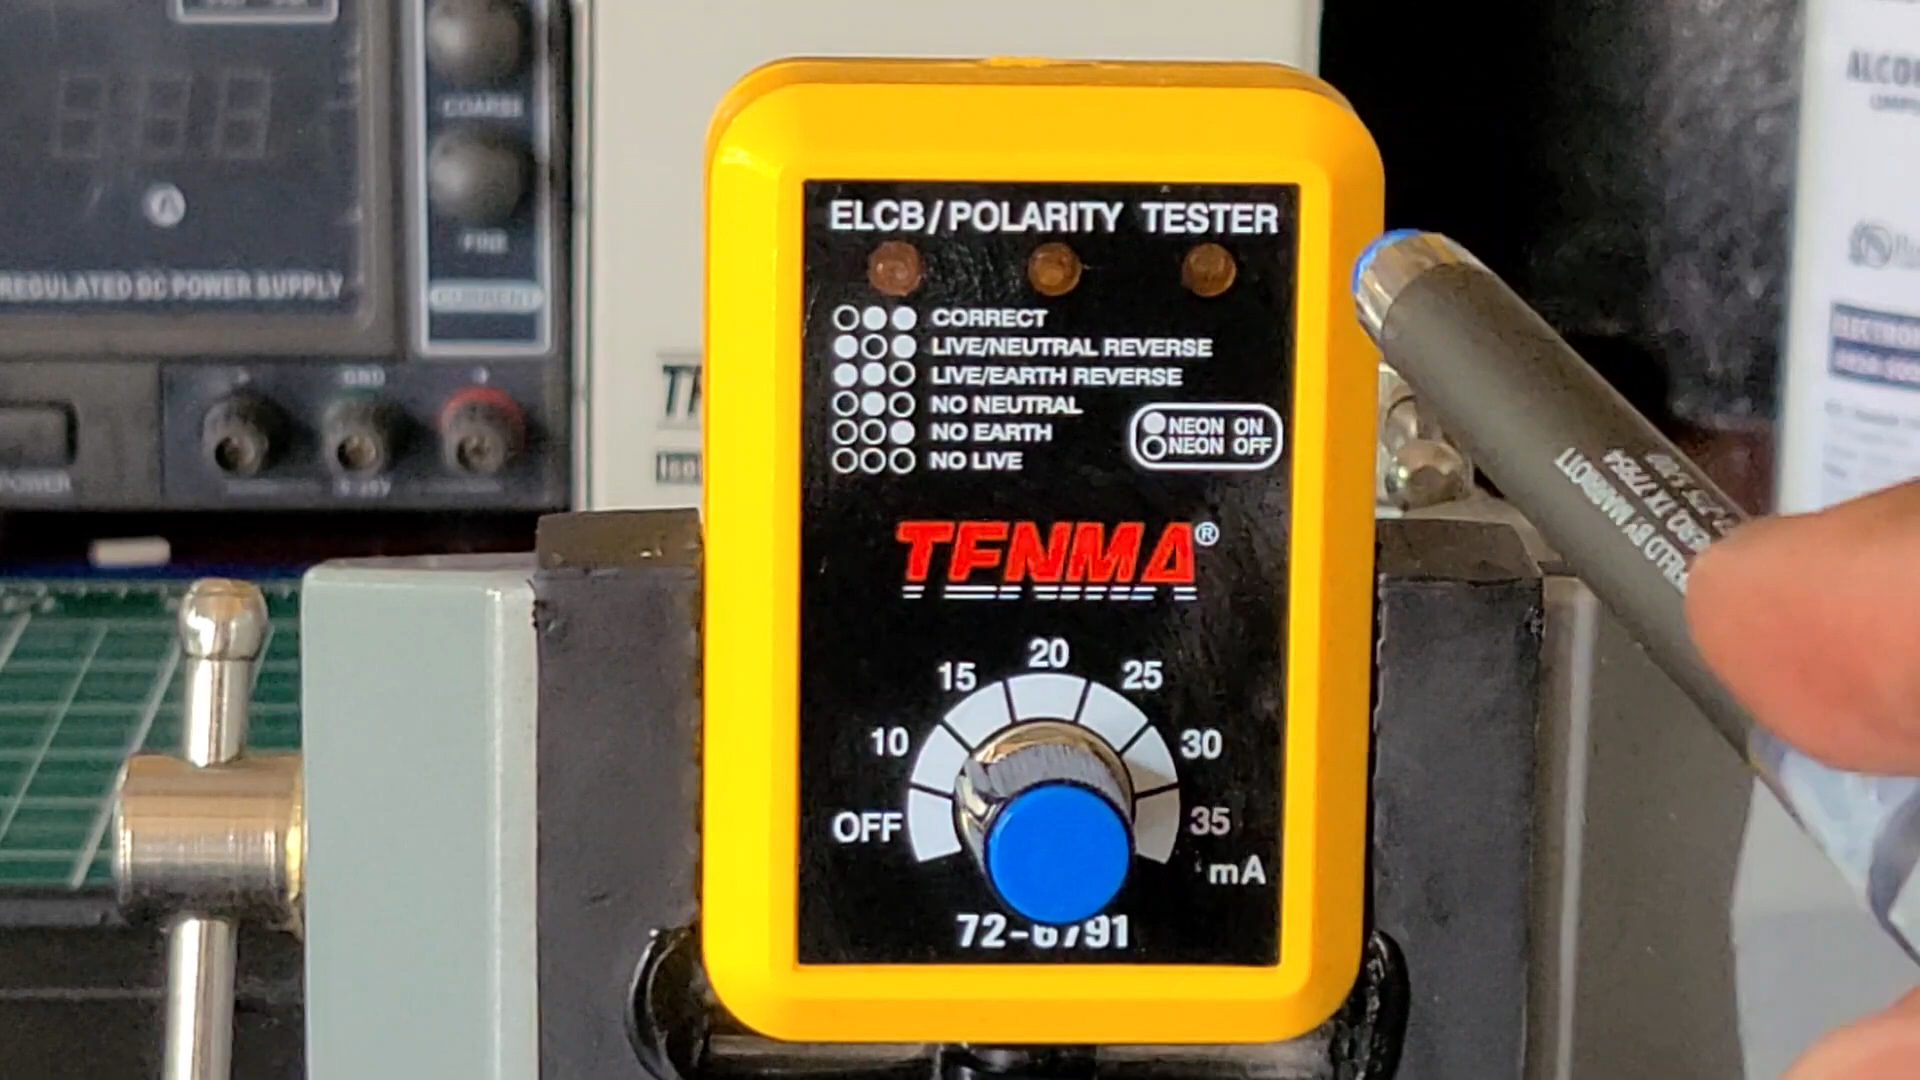 COARSE
FINE
CURRENT
A
REGULATED DC POWER SUPPLY
GND
POWER
ELCB/POLARITY TESTER
CORRECT
LIVE/NEUTRAL REVERSE
LIVE/EARTH REVERSE
NO NEUTRAL
NO EARTH
NO LIVE
NEON ON
NEON OFF
TENMA®
OFF
10
15
20
25
30
35
mA
72-6791
BY MARRIOTT